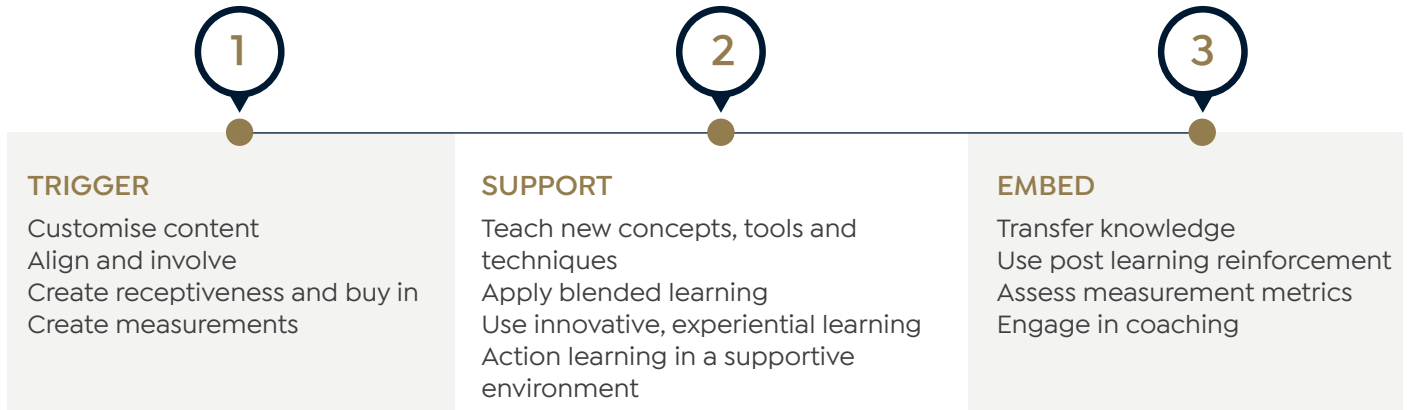 1
2
3
TRIGGER
Customise content
Align and involve
Create receptiveness and buy in
Create measurements
SUPPORT
Teach new concepts, tools and
techniques
Apply blended learning
Use innovative, experiential learning
Action learning in a supportive
environment
EMBED
Transfer knowledge
Use post learning reinforcement
Assess measurement metrics
Engage in coaching